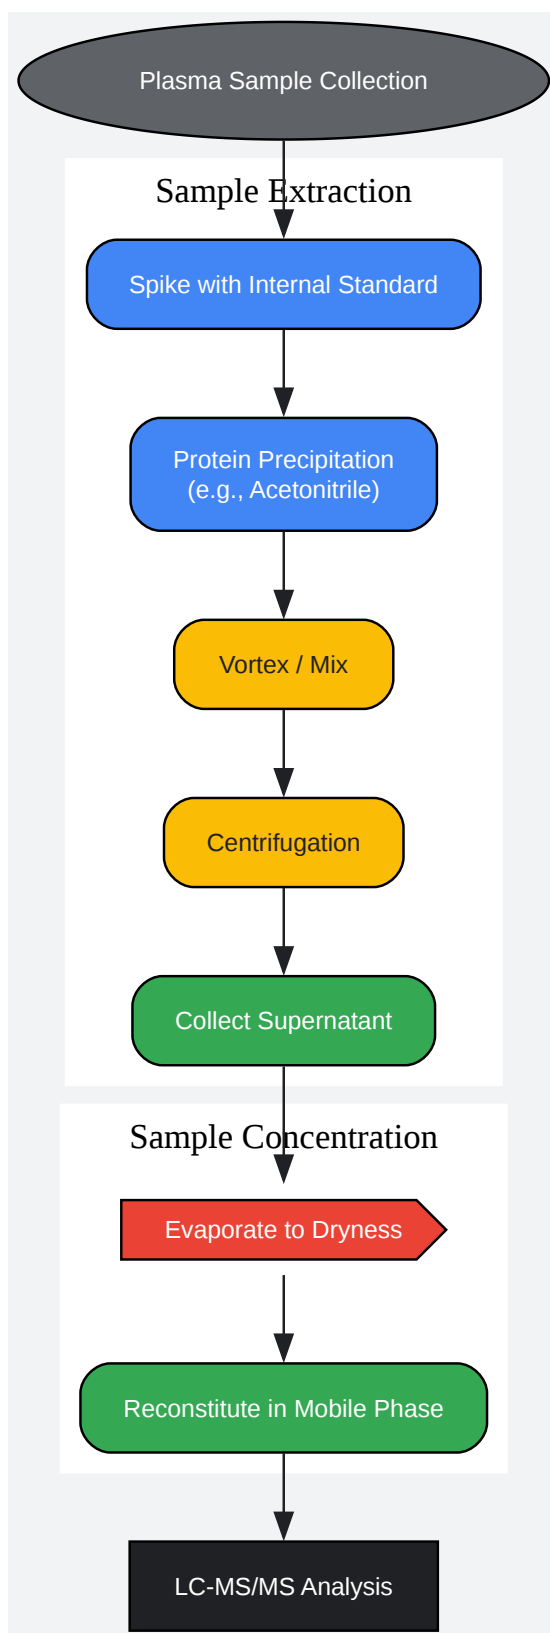 Plasma Sample Collection
Sample Extraction
Spike with Internal Standard
Protein Precipitation
(e.g., Acetonitrile)
Vortex / Mix
Centrifugation
Collect Supernatant
Sample Concentration
Evaporate to Dryness
Reconstitute in Mobile Phase
LC-MS/MS Analysis